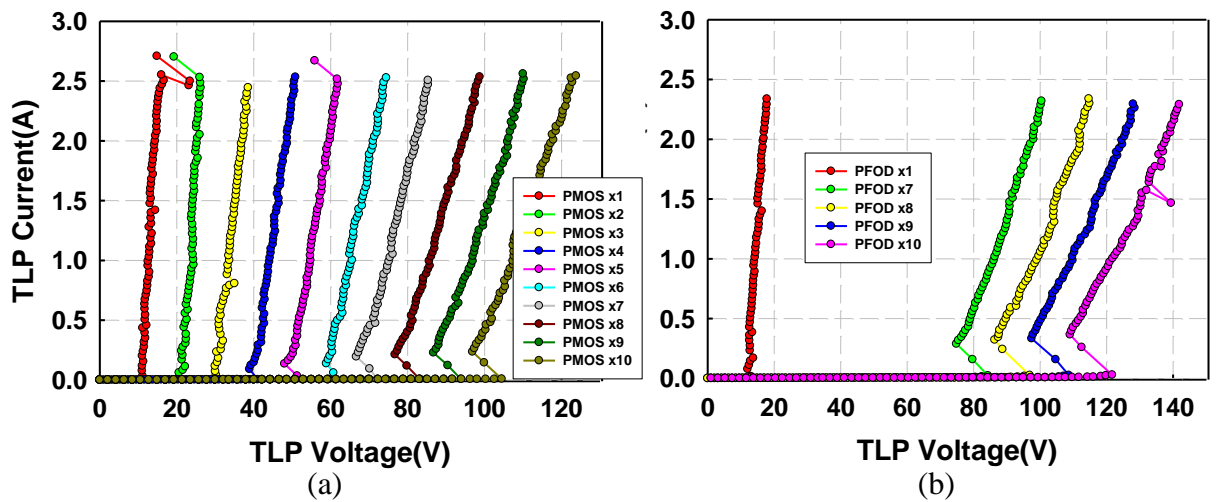 3.0
2.5
2.0
1.5
1.0
0.5
0.0
TLP Current(A)
0 20 40 60 80 100 120
TLP Voltage(V)
PMOS x1
PMOS x2
PMOS x3
PMOS x4
PMOS x5
PMOS x6
PMOS x7
PMOS x8
PMOS x9
PMOS x10
(a)
3.0
2.5
2.0
1.5
1.0
0.5
0.0
0 20 40 60 80 100 120 140
TLP Voltage(V)
PFOD x1
PFOD x7
PFOD x8
PFOD x9
PFOD x10
(b)